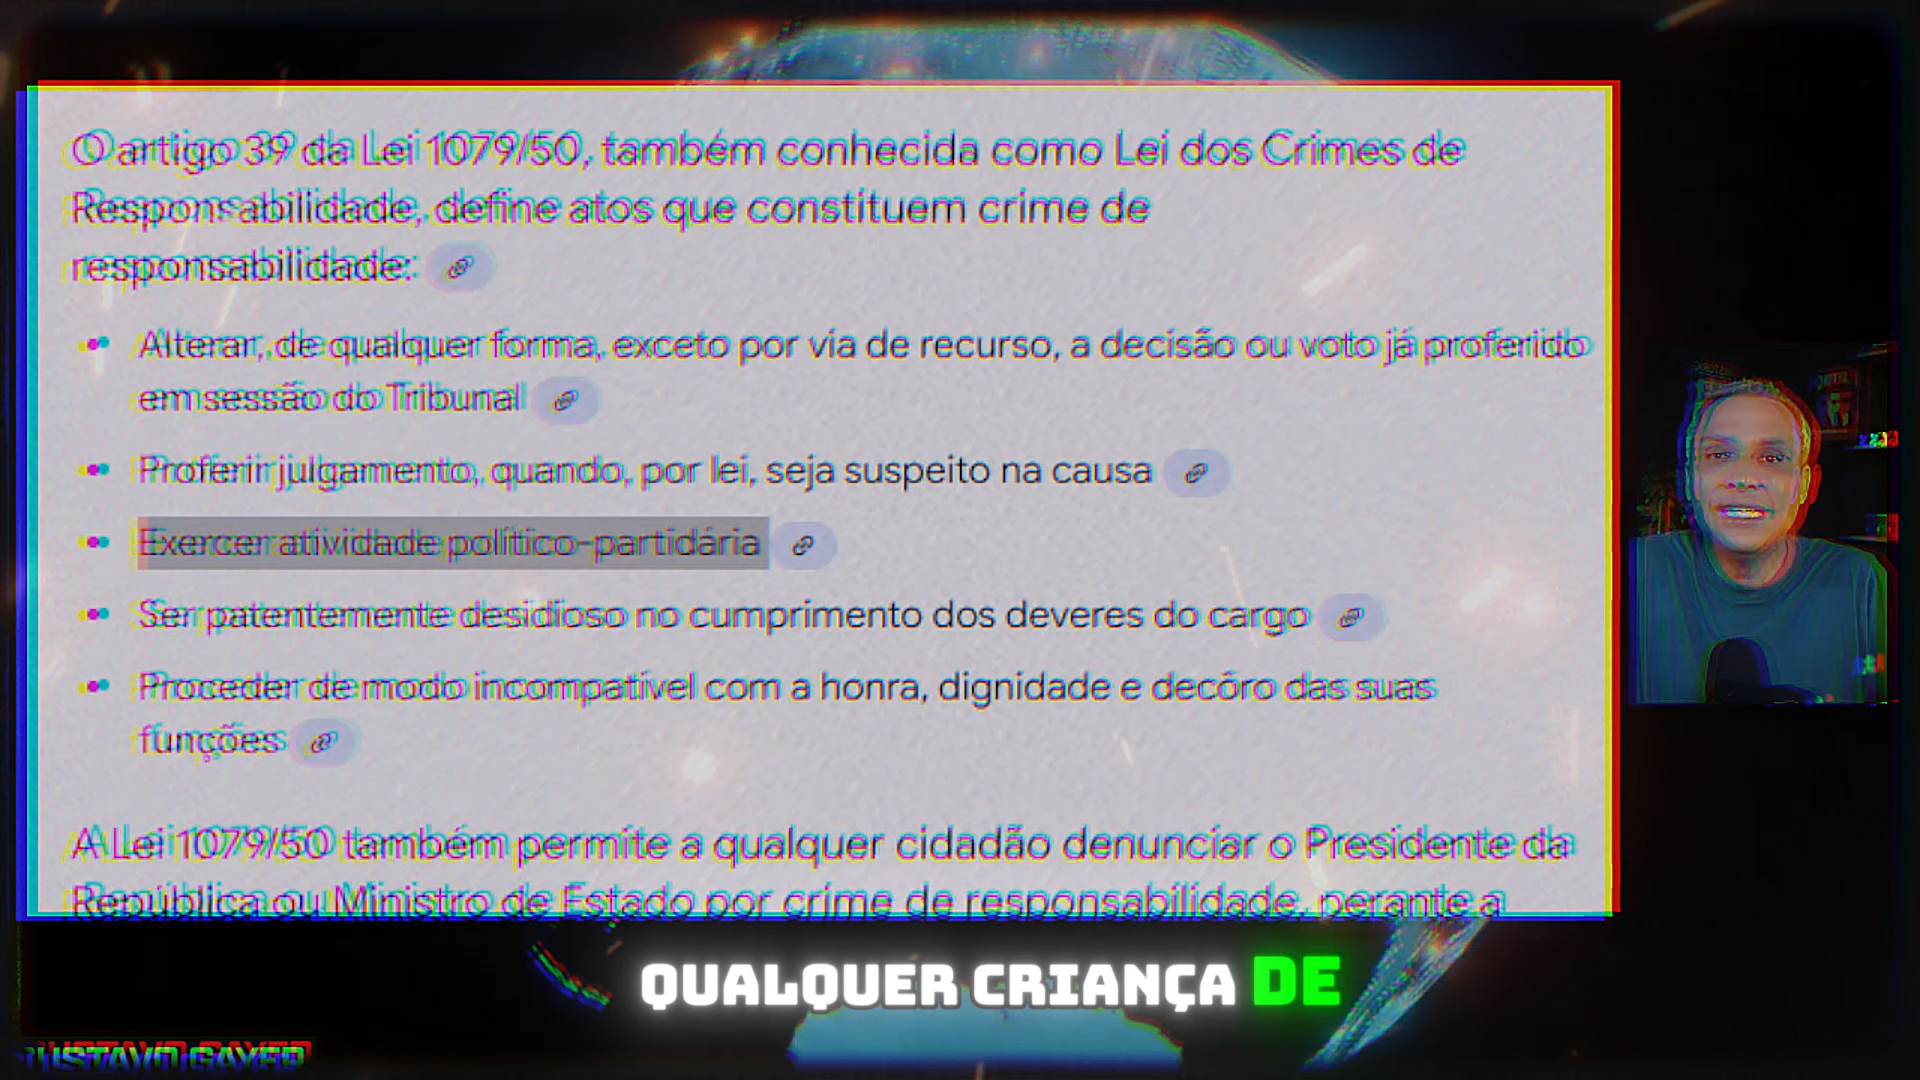 O artigo 39 da Lei 1079/50, também conhecida como Lei dos Crimes de
Responsabilidade, define atos que constituem crime de
responsabilidade:
• Alterar, de qualquer forma, exceto por via de recurso, a decisão ou voto já proferido
em sessão do Tribunal
• Proferir julgamento, quando, por lei, seja suspeito na causa
• Exercer atividade político-partidária
• Ser patentemente desidioso no cumprimento dos deveres do cargo
• Proceder de modo incompatível com a honra, dignidade e decôro das suas
funções
A Lei 1079/50 também permite a qualquer cidadão denunciar o Presidente da
República ou Ministro de Estado por crime de responsabilidade, perante a
QUALQUER CRIANÇA DE
GUSTAVO GAYER